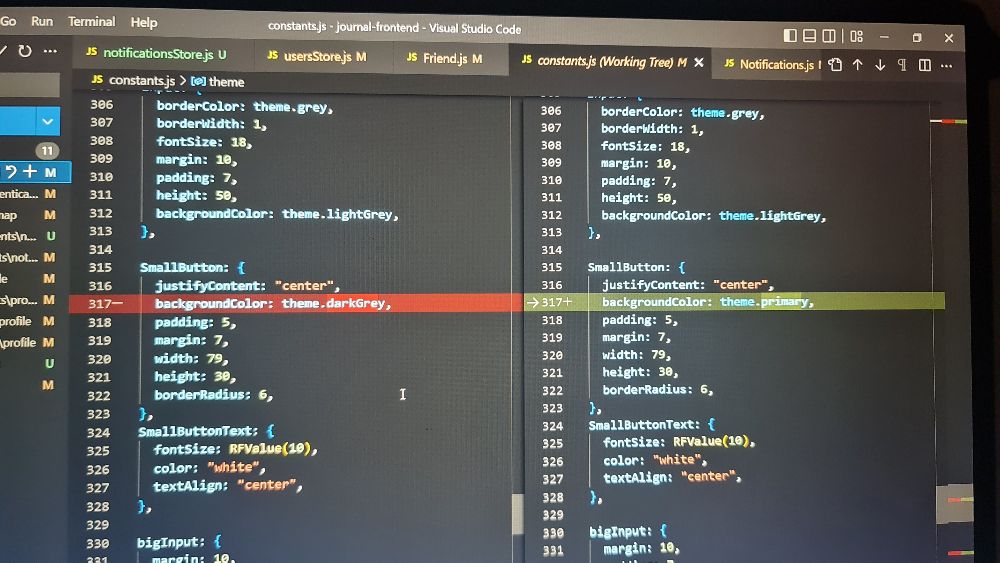 Go Run Terminal Help
constants.js - journal-frontend - Visual Studio Code
JS notificationsStore.js U
JS usersStore.js M
JS Friend.js M
JS constants.js (Working Tree) M
JS Notifications.js
JS constants.js > theme
11
M
entica... M
map M
ents\n... U
ts\not... M
M
ts\pro... M
profile M
\profile M
U
M
306 borderColor: theme.grey,
307 borderWidth: 1,
308 fontSize: 18,
309 margin: 10,
310 padding: 7,
311 height: 50,
312 backgroundColor: theme.lightGrey,
313 },
314
315 SmallButton: {
316 justifyContent: "center",
317— backgroundColor: theme.darkGrey,
318 padding: 5,
319 margin: 7,
320 width: 79,
321 height: 30,
322 borderRadius: 6,
323 },
324 SmallButtonText: {
325 fontSize: RFValue(10),
326 color: "white",
327 textAlign: "center",
328 },
329
330 bigInput: {
331 margin: 10,
306 borderColor: theme.grey,
307 borderWidth: 1,
308 fontSize: 18,
309 margin: 10,
310 padding: 7,
311 height: 50,
312 backgroundColor: theme.lightGrey,
313 },
314
315 SmallButton: {
316 justifyContent: "center",
→317+ backgroundColor: theme.primary,
318 padding: 5,
319 margin: 7,
320 width: 79,
321 height: 30,
322 borderRadius: 6,
323 },
324 SmallButtonText: {
325 fontSize: RFValue(10),
326 color: "white",
327 textAlign: "center",
328 },
329
330 bigInput: {
331 margin: 10,